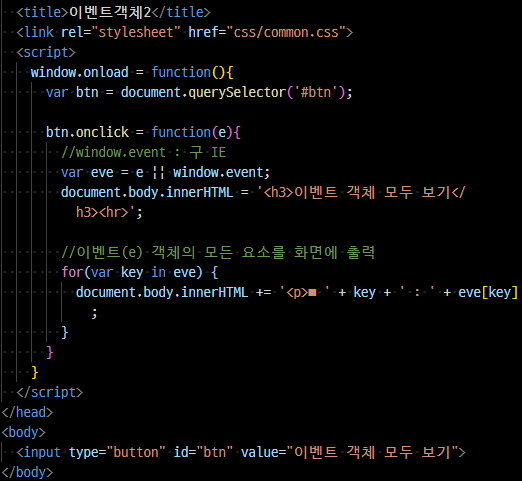 <title>이벤트객체2</title>
<link rel="stylesheet" href="css/common.css">
<script>
window.onload = function(){
var btn = document.querySelector('#btn');
btn.onclick = function(e){
//window.event : 구 IE
var eve = e || window.event;
document.body.innerHTML = '<h3>이벤트 객체 모두 보기</
h3><hr>';
//이벤트(e) 객체의 모든 요소를 화면에 출력
for(var key in eve) {
document.body.innerHTML += '<p>■ ' + key + ' : ' + eve[key]
;
}
}
}
</script>
</head>
<body>
<input type="button" id="btn" value="이벤트 객체 모두 보기">
</body>